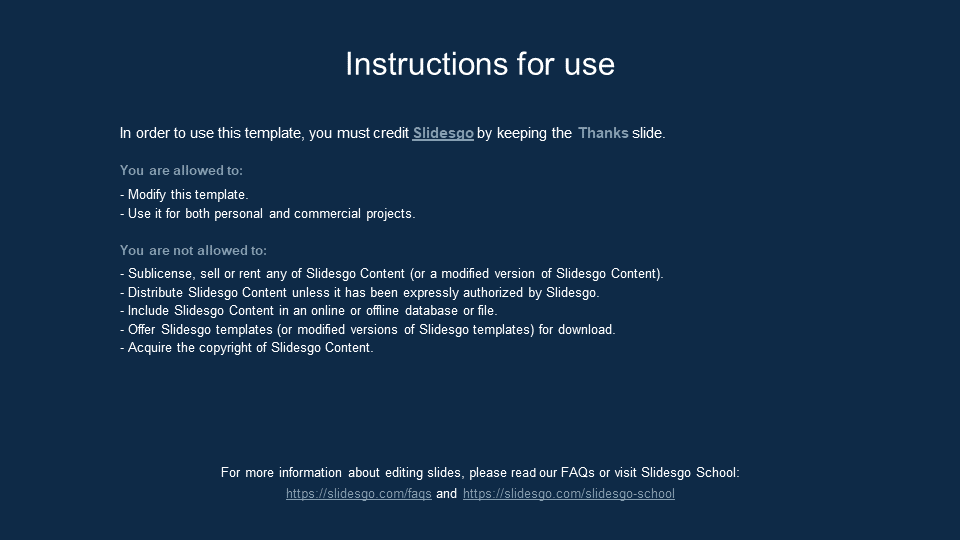 Instructions for use
In order to use this template, you must credit Slidesgo by keeping the Thanks slide.
You are allowed to:
- Modify this template.
- Use it for both personal and commercial projects.
You are not allowed to:
- Sublicense, sell or rent any of Slidesgo Content (or a modified version of Slidesgo Content).
- Distribute Slidesgo Content unless it has been expressly authorized by Slidesgo.
- Include Slidesgo Content in an online or offline database or file.
- Offer Slidesgo templates (or modified versions of Slidesgo templates) for download.
- Acquire the copyright of Slidesgo Content.
For more information about editing slides, please read our FAQs or visit Slidesgo School:
https://slidesgo.com/faqs and https://slidesgo.com/slidesgo-school